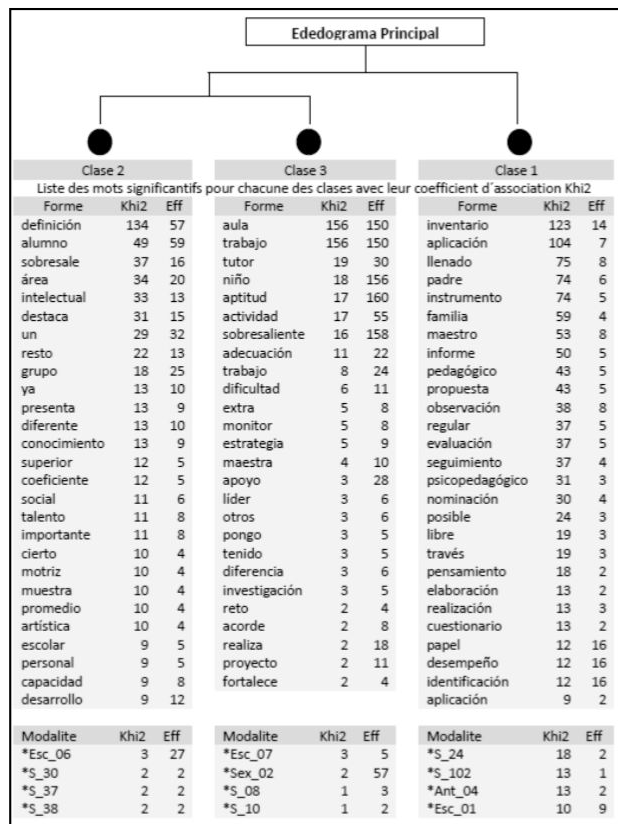 Ededograma Principal
Clase 2 Clase 3 Clase 1
Liste des mots significantifs pour chacune des clases avec leur coefficient d´association Khi2
Forme Khi2 Eff Forme Khi2 Eff Forme Khi2 Eff
definición 134 57 aula 156 150 inventario 123 14
alumno 49 59 trabajo 156 150 aplicación 104 7
sobresale 37 16 tutor 19 30 llenado 75 8
área 34 20 niño 18 156 padre 74 6
intelectual 33 13 aptitud 17 160 instrumento 74 5
destaca 31 15 actividad 17 55 familia 59 4
un 29 32 sobresaliente 16 158 maestro 53 8
resto 22 13 adecuación 11 22 informe 50 5
grupo 18 25 trabajo 8 24 pedagógico 43 5
ya 13 10 dificultad 6 11 propuesta 43 5
presenta 13 9 extra 5 8 observación 38 8
diferente 13 10 monitor 5 8 regular 37 5
conocimiento 13 9 estrategia 5 9 evaluación 37 5
superior 12 5 maestra 4 10 seguimiento 37 4
coeficiente 12 5 apoyo 3 28 psicopedagógico 31 3
social 11 6 líder 3 6 nominación 30 4
talento 11 8 otros 3 6 posible 24 3
importante 11 8 pongo 3 5 libre 19 3
cierto 10 4 tenido 3 5 través 19 3
motriz 10 4 diferencia 3 6 pensamiento 18 2
muestra 10 4 investigación 3 5 elaboración 13 2
promedio 10 4 reto 2 4 realización 13 3
artística 10 4 acorde 2 8 cuestionario 13 2
escolar 9 5 realiza 2 18 papel 12 16
personal 9 5 proyecto 2 11 desempeño 12 16
capacidad 9 8 fortalece 2 4 identificación 12 16
desarrollo 9 12 aplicación 9 2
Modalite Khi2 Eff Modalite Khi2 Eff Modalite Khi2 Eff
*Esc_06 3 27 *Esc_07 3 5 *S_24 18 2
*S_30 2 2 *Sex_02 2 57 *S_102 13 1
*S_37 2 2 *S_08 1 3 *Ant_04 13 2
*S_38 2 2 *S_10 1 2 *Esc_01 10 9